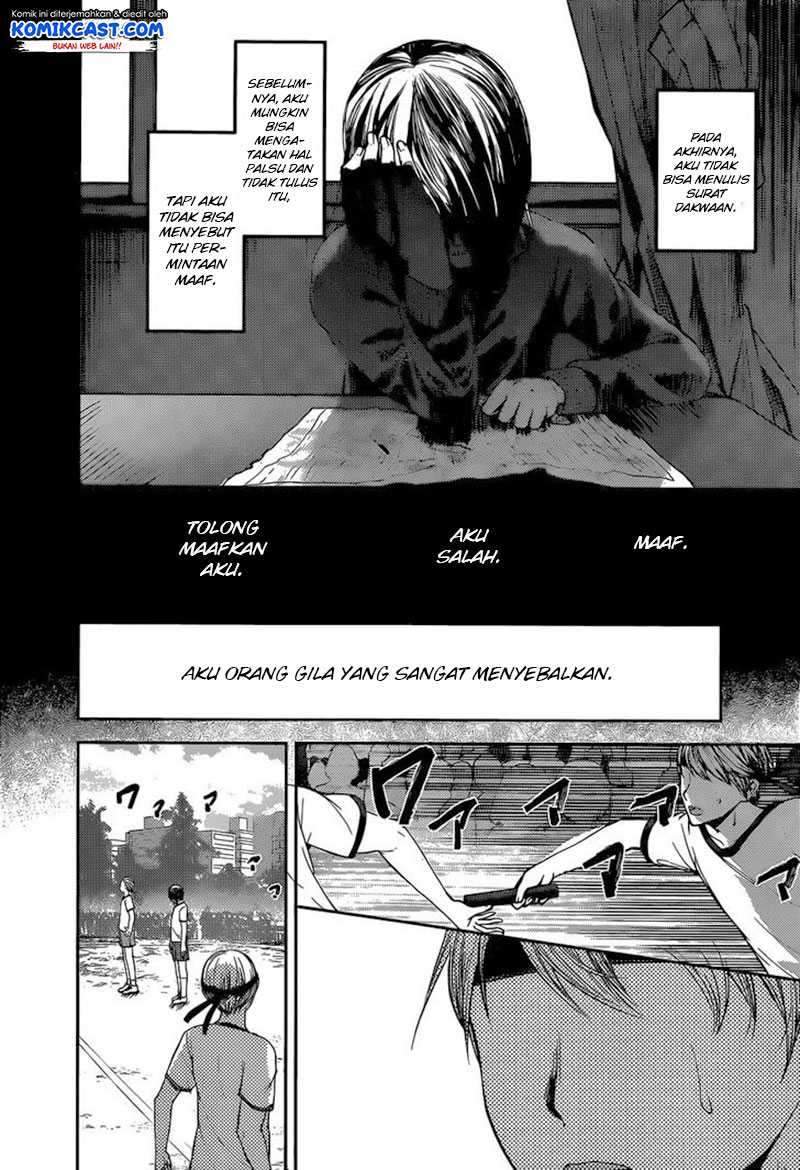 Komik ini diterjemahkan & diedit oleh
KOMIKCAST.COM
BUKAN WEB LAIN!!
PADA
AKHIRNYA,
AKU TIDAK
BISA MENULIS
SURAT
DAKWAAN.
SEBELUM-
NYA, AKU
MUNGKIN
BISA
MENGA-
TAKAN HAL
PALSU DAN
TIDAK TULUS
ITU,
TAPI AKU
TIDAK BISA
MENYEBUT
ITU PER-
MINTAAN
MAAF.
MAAF.
AKU
SALAH.
TOLONG
MAAFKAN
AKU.
AKU ORANG GILA YANG SANGAT MENYEBALKAN.
ワァァァ
ワァァァ